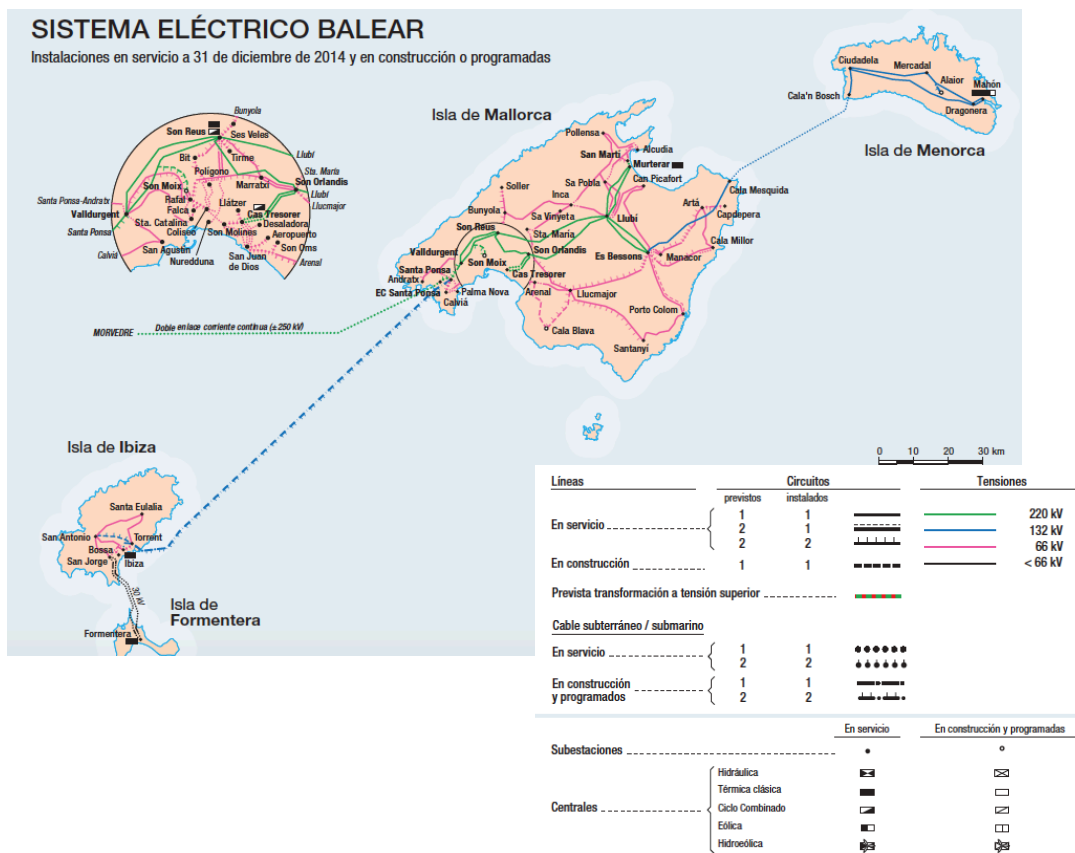 SISTEMA ELÉCTRICO BALEAR
Instalaciones en servicio a 31 de diciembre de 2014 y en construcción o programadas
Isla de Mallorca
Isla de Menorca
Ciudadela
Mercadal
Alaior
Mahón
Cala'n Bosch
Dragonera
Bunyola
Son Reus
Ses Veles
Bit
Tirme
Llubí
Polígono
Sta. María
Son Moix
Marratxí
Son Orlandis
Santa Ponsa-Andratx
Rafal
Llátzer
Llubí
Valldurgent
Falca
Cas Tresorer
Llucmajor
Sta. Catalina
Desaladora
Santa Ponsa
Coliseo
Son Molines
Aeropuerto
San Agustín
Son Oms
Calviá
Nuredduna
San Juan
de Dios
Arenal
Pollensa
Alcudia
San Martí
Murterar
Can Picafort
Soller
Sa Pobla
Inca
Cala Mesquida
Artá
Bunyola
Sa Vinyeta
Llubí
Capdepera
Son Reus
Sta. María
Valldurgent
Son Orlandis
Es Bessons
Cala Millor
Santa Ponsa
Son Moix
Manacor
Andratx
Cas Tresorer
EC Santa Ponsa
Palma Nova
Arenal
Llucmajor
Calviá
Porto Colom
Cala Blava
Santanyí
MORVEDRE
Doble enlace corriente contínua (±250 kV)
Isla de Ibiza
Santa Eulalia
San Antonio
Torrent
Bossa
San Jorge
Ibiza
30 kV
Isla de
Formentera
Formentera
0 10 20 30 km
Líneas Circuitos Tensiones
previstos instalados
1 1 220 kV
En servicio 2 1 132 kV
2 2 66 kV
En construcción 1 1 < 66 kV
Prevista transformación a tensión superior
Cable subterráneo / submarino
En servicio 1 1
2 2
En construcción 1 1
y programados 2 2
En servicio En construcción y programadas
Subestaciones
Hidráulica
Térmica clásica
Centrales Ciclo Combinado
Eólica
Hidroeólica